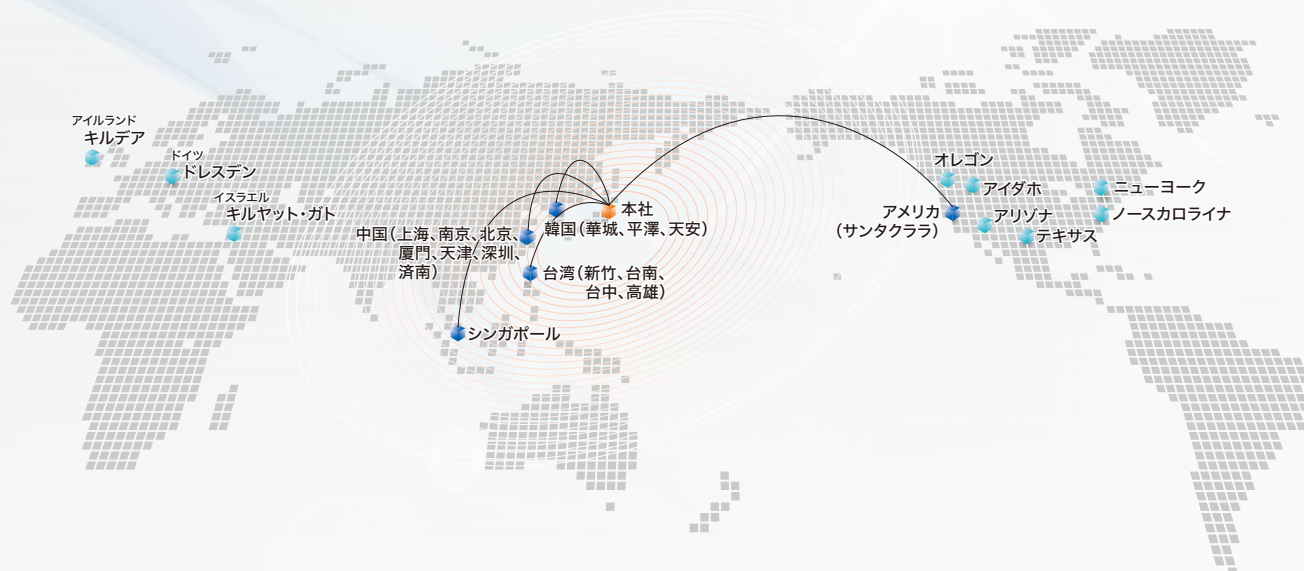 アイルランド
キルデア
ドイツ
ドレスデン
イスラエル
キルヤット・ガト
本社
韓国(華城、平澤、天安)
中国(上海、南京、北京、
厦門、天津、深圳、
済南)
台湾(新竹、台南、
台中、高雄)
シンガポール
オレゴン
アイダホ
アメリカ
(サンタクララ)
アリゾナ
テキサス
ニューヨーク
ノースカロライナ